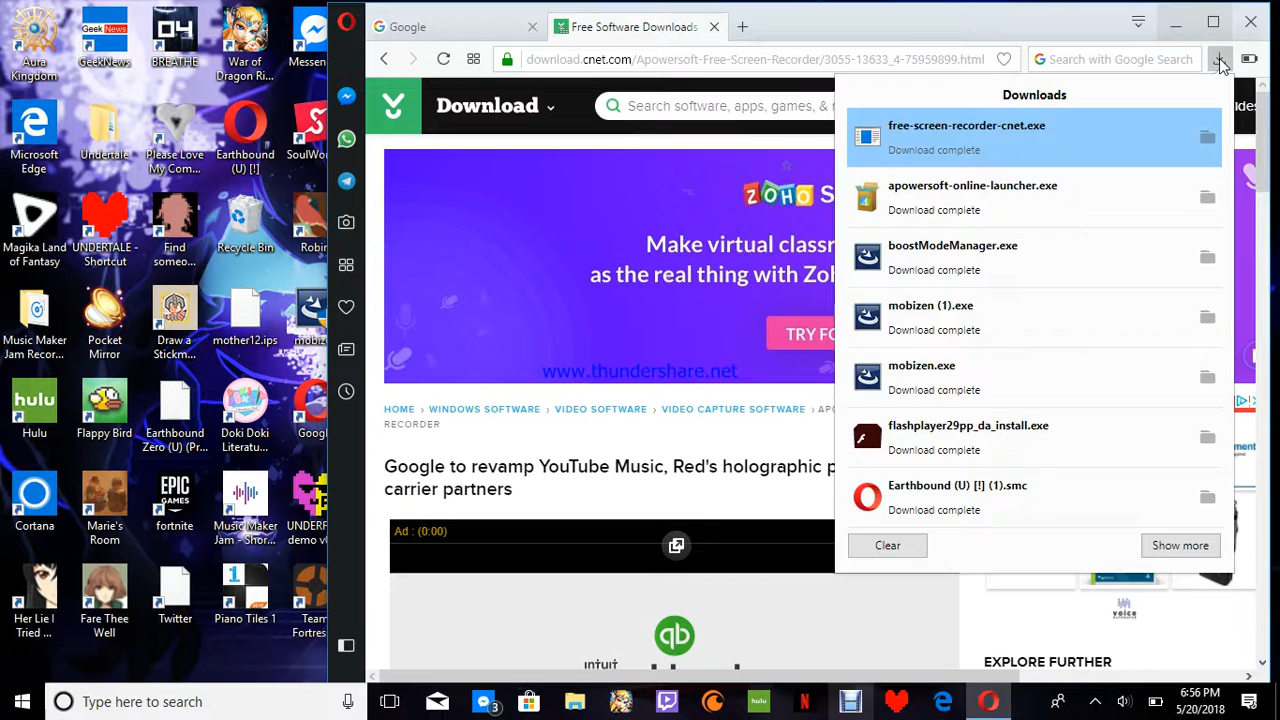 Aura
Kingdom
GeekNews
BREATHE
War of
Dragon Ri...
Messen
Microsoft
Edge
Undertale
Please Love
My Com...
Earthbound
(U) [!]
SoulWor
Magika Land
of Fantasy
UNDERTALE -
Shortcut
Find
someo...
Recycle Bin
Robin
Music Maker
Jam Recor...
Pocket
Mirror
Draw a
Stickm...
mother12.ips
mobiz
Hulu
Flappy Bird
Earthbound
Zero (U) (Pr...
Doki Doki
Literatu...
Googl
Cortana
Marie's
Room
fortnite
Music Maker
Jam - Shor...
UNDERF
demo v
Her Lie I
Tried ...
Fare Thee
Well
Twitter
Piano Tiles 1
Team
Fortres
Google
Free Software Downloads
download.cnet.com/Apowersoft-Free-Screen-Recorder/3055-13633_4-75959899.html
Search with Google Search
Download
Search software, apps, games, &
des
ZOHO S
Make virtual classr
as the real thing with Zoh
TRY FO
www.thundershare.net
HOME › WINDOWS SOFTWARE › VIDEO SOFTWARE › VIDEO CAPTURE SOFTWARE › APO
RECORDER
Google to revamp YouTube Music, Red's holographic p
carrier partners
Ad : (0:00)
qb
intuit
Downloads
free-screen-recorder-cnet.exe
Download complete
apowersoft-online-launcher.exe
Download complete
boostModeManager.exe
Download complete
mobizen (1).exe
Download complete
mobizen.exe
Download complete
flashplayer29pp_da_install.exe
Download complete
Earthbound (U) [!] (1).smc
Download complete
Clear
Show more
voice
EXPLORE FURTHER
Type here to search
3
hulu
N
6:56 PM
5/20/2018